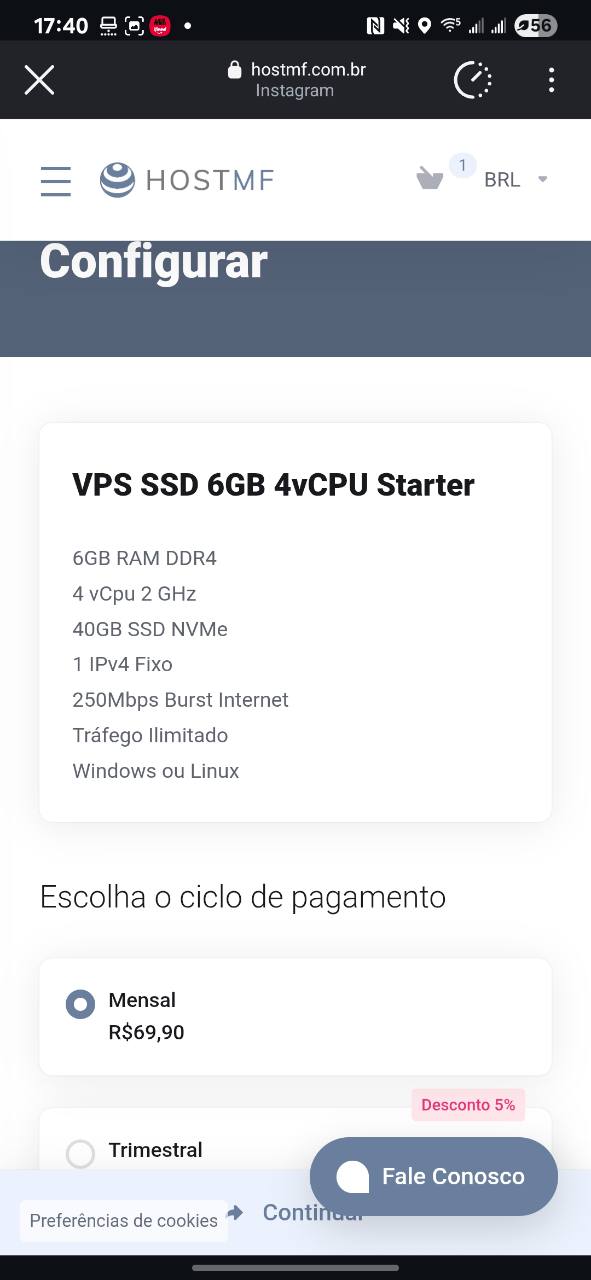 17:40
56
hostmf.com.br
Instagram
HOSTMF
1
BRL
Configurar
VPS SSD 6GB 4vCPU Starter
6GB RAM DDR4
4 vCpu 2 GHz
40GB SSD NVMe
1 IPv4 Fixo
250Mbps Burst Internet
Tráfego Ilimitado
Windows ou Linux
Escolha o ciclo de pagamento
Mensal
R$69,90
Desconto 5%
Trimestral
Fale Conosco
Preferências de cookies
Continuar